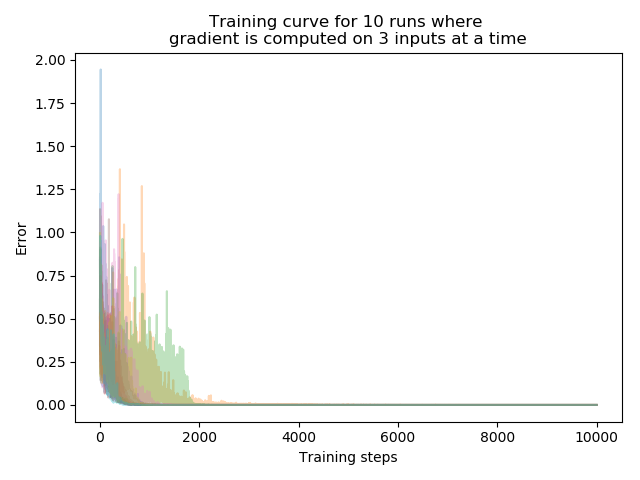 Training curve for 10 runs where
gradient is computed on 3 inputs at a time
2.00
1.75
1.50
1.25
1.00
0.75
0.50
0.25
0.00
Error
0 2000 4000 6000 8000 10000
Training steps